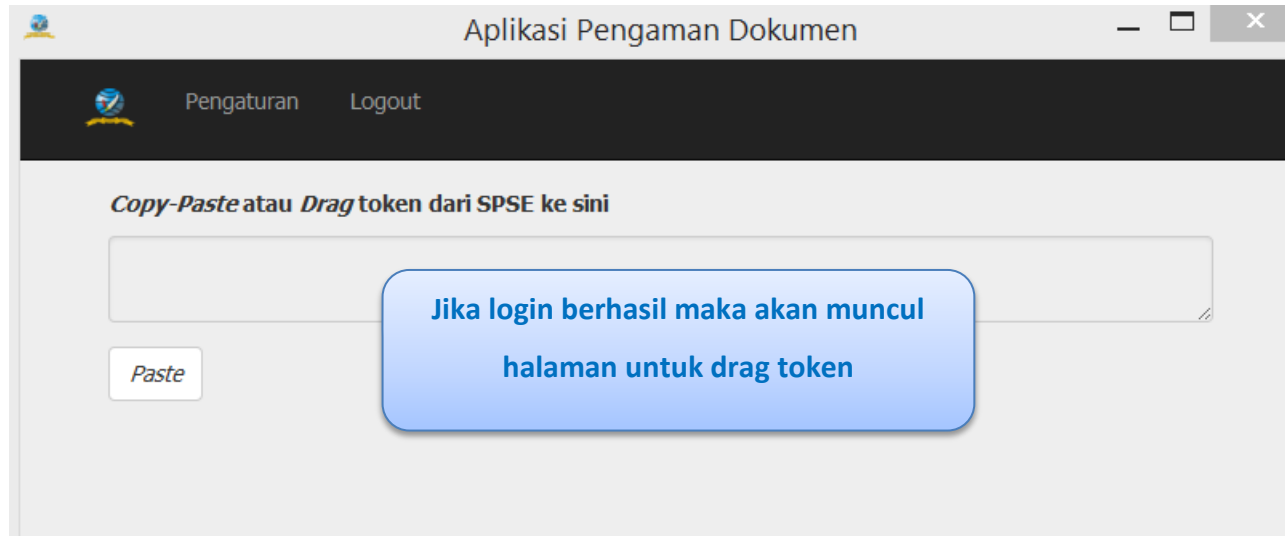 Aplikasi Pengaman Dokumen
Pengaturan Logout
Copy-Paste atau Drag token dari SPSE ke sini
Jika login berhasil maka akan muncul
halaman untuk drag token
Paste